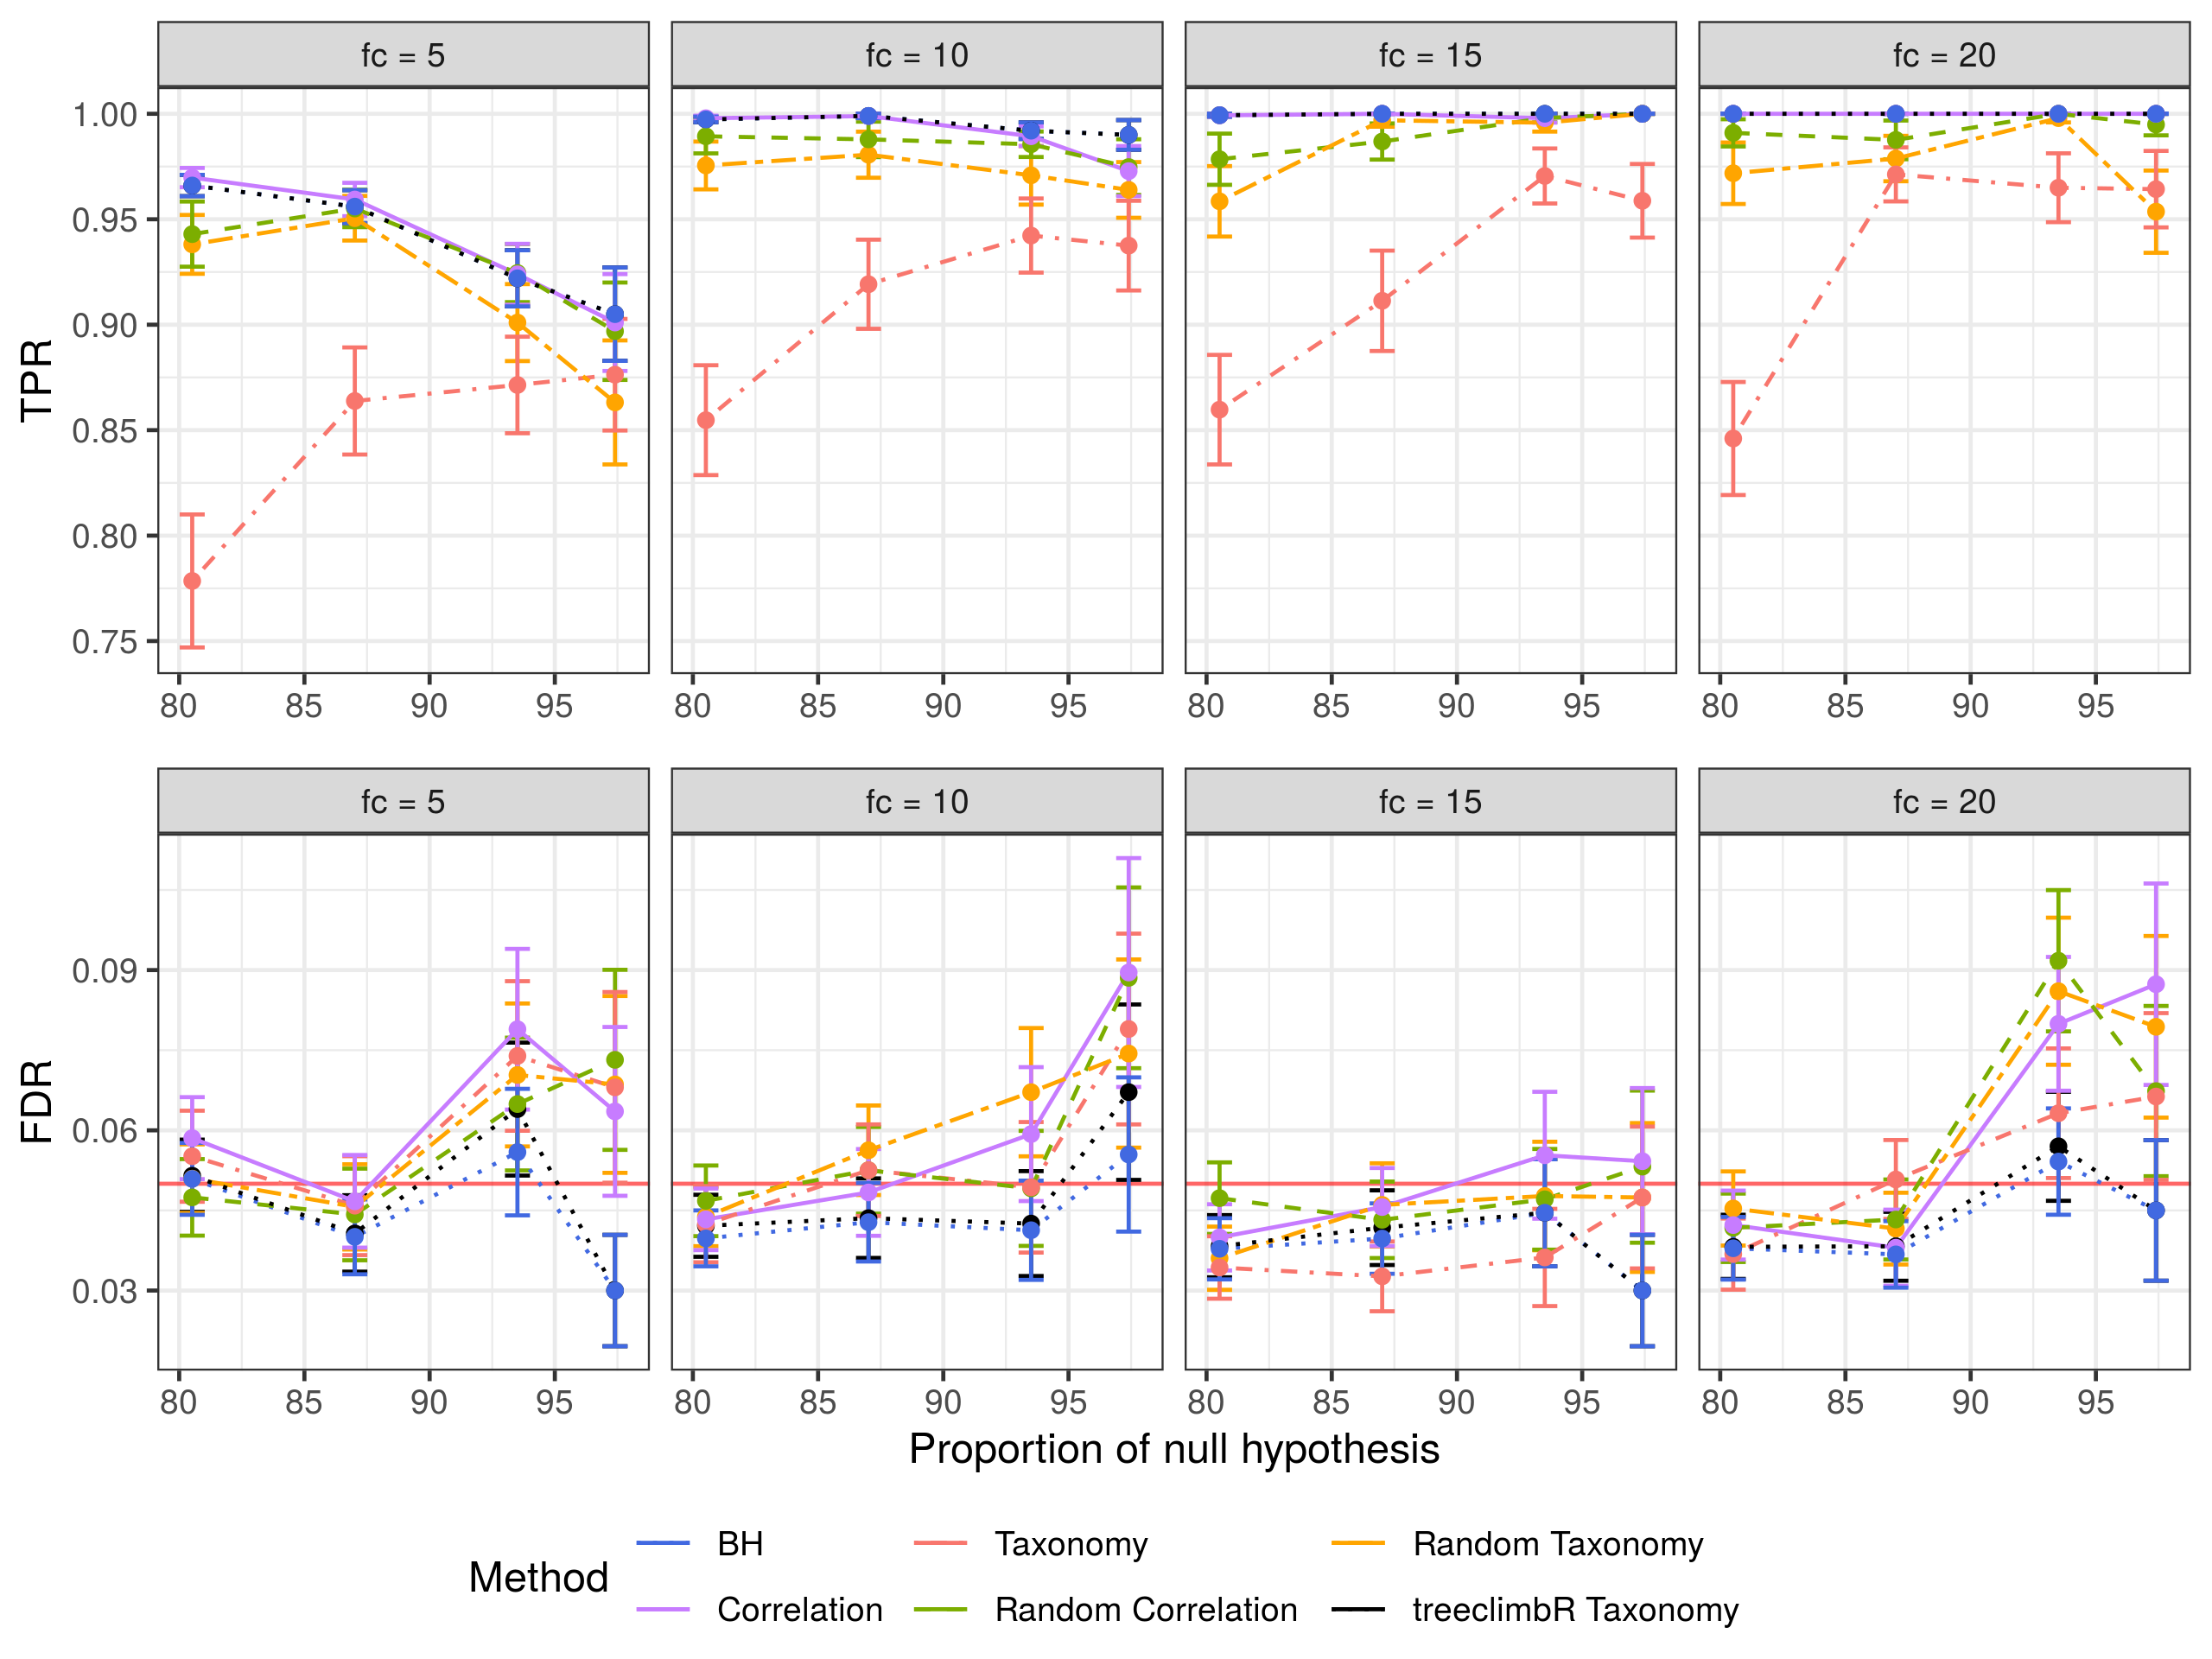 fc = 5 fc = 10 fc = 15 fc = 20
TPR
1.00
0.95
0.90
0.85
0.80
0.75
80 85 90 95 80 85 90 95 80 85 90 95 80 85 90 95
fc = 5 fc = 10 fc = 15 fc = 20
FDR
0.09
0.06
0.03
80 85 90 95 80 85 90 95 80 85 90 95 80 85 90 95
Proportion of null hypothesis
Method
BH Taxonomy Random Taxonomy
Correlation Random Correlation treeclimbR Taxonomy